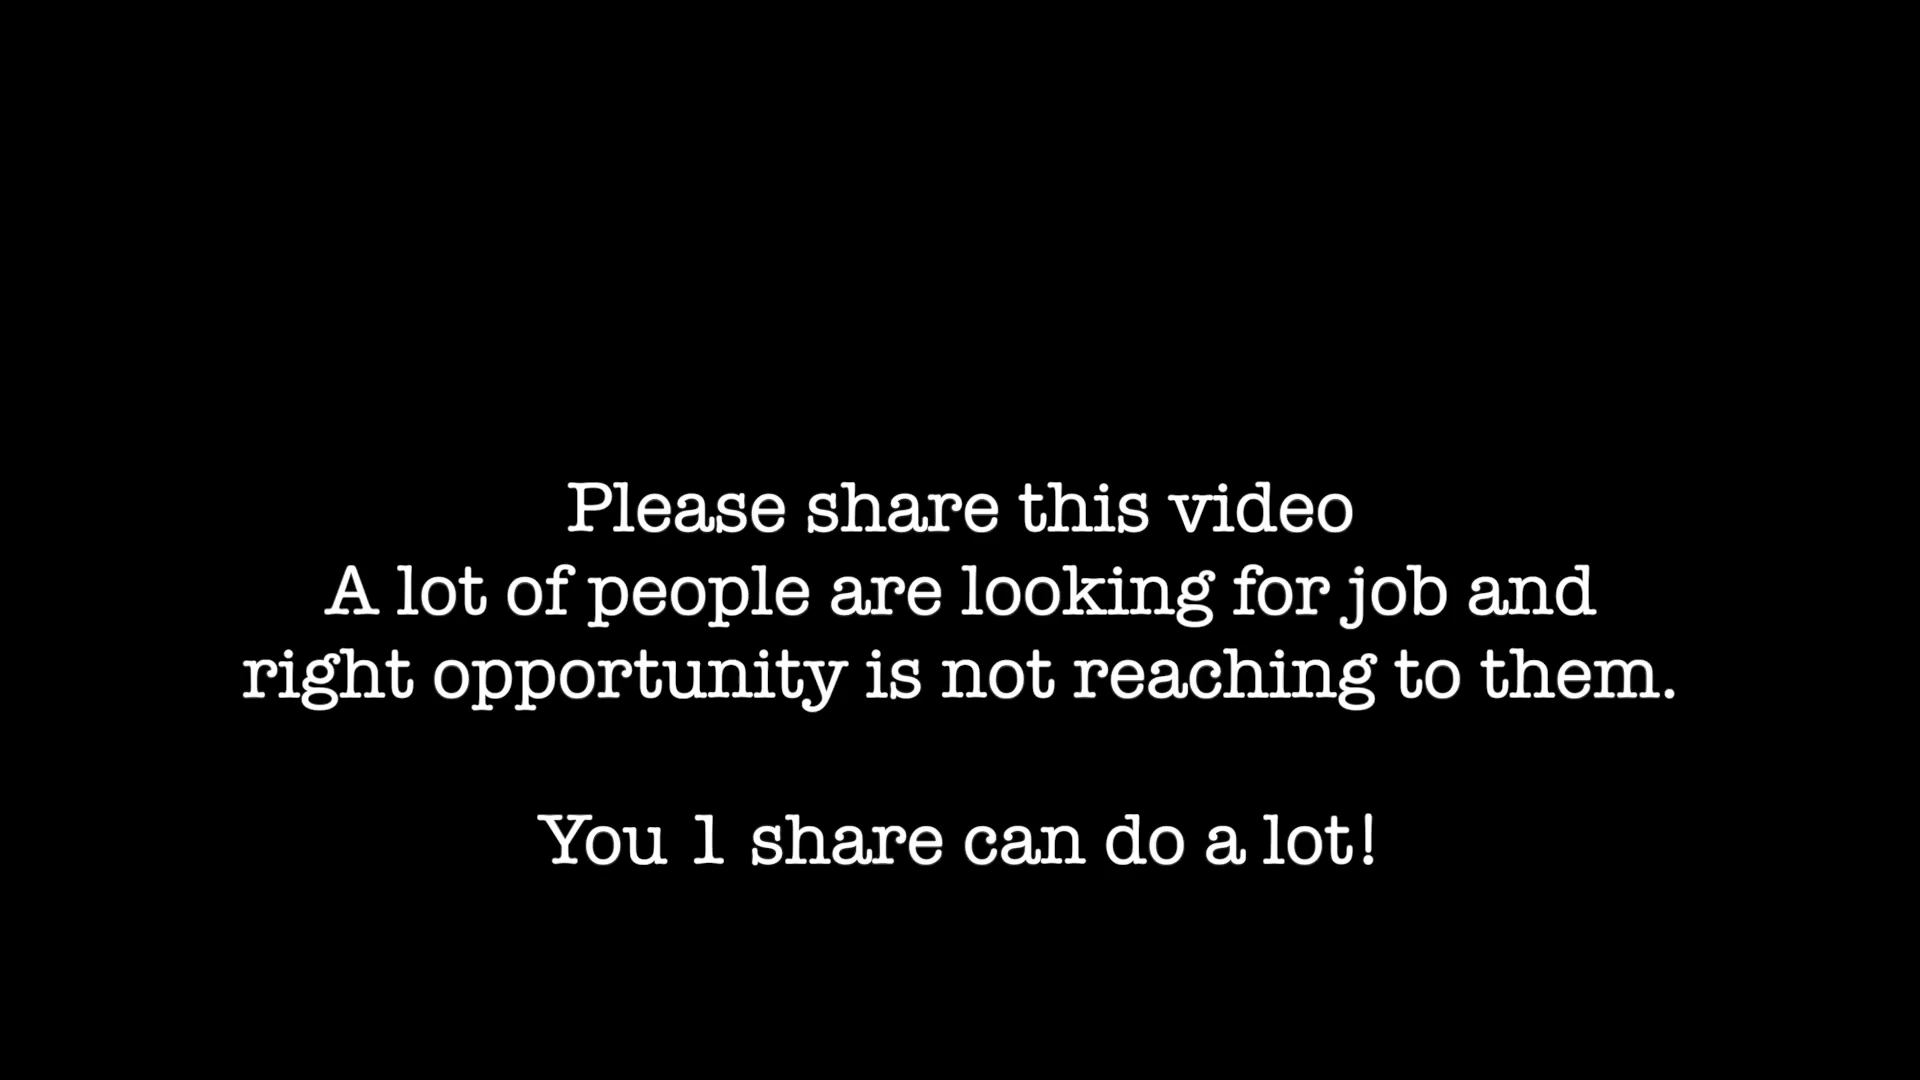 Please share this video
A lot of people are looking for job and
right opportunity is not reaching to them.
You 1 share can do a lot!